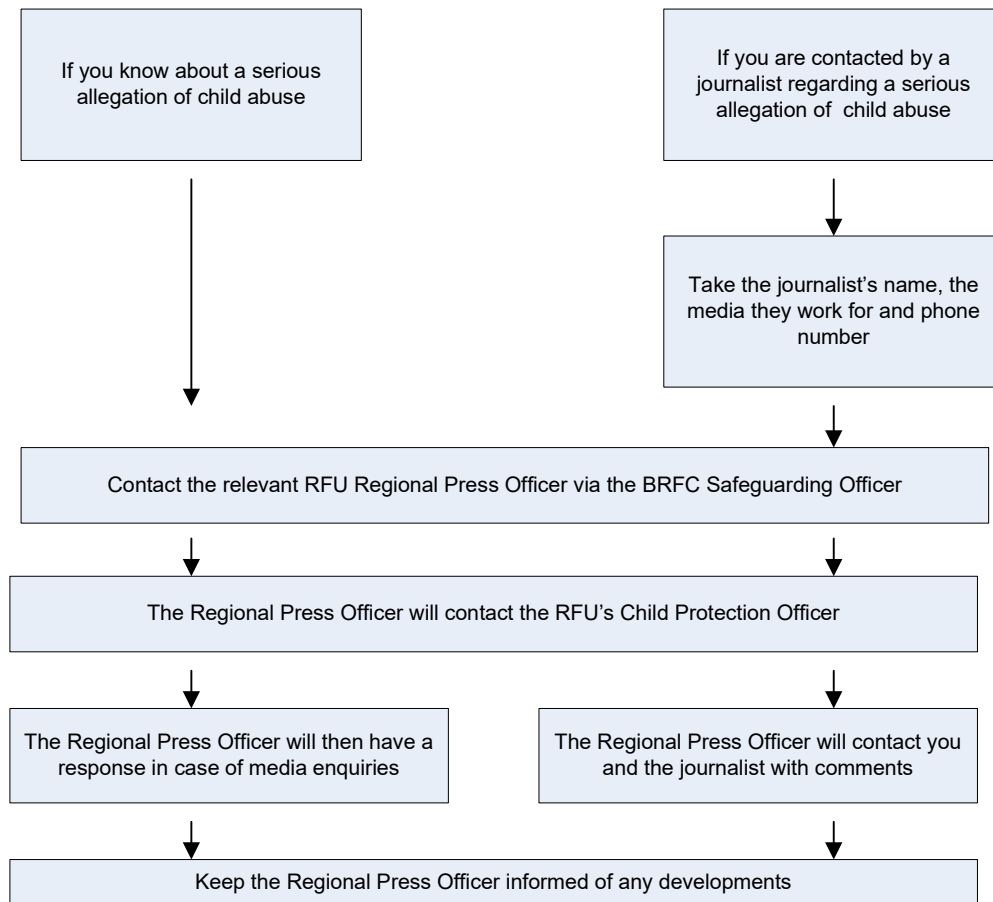 If you know about a serious
allegation of child abuse
If you are contacted by a
journalist regarding a serious
allegation of child abuse
Take the journalist's name, the
media they work for and phone
number
Contact the relevant RFU Regional Press Officer via the BRFC Safeguarding Officer
The Regional Press Officer will contact the RFU's Child Protection Officer
The Regional Press Officer will then have a
response in case of media enquiries
The Regional Press Officer will contact you
and the journalist with comments
Keep the Regional Press Officer informed of any developments